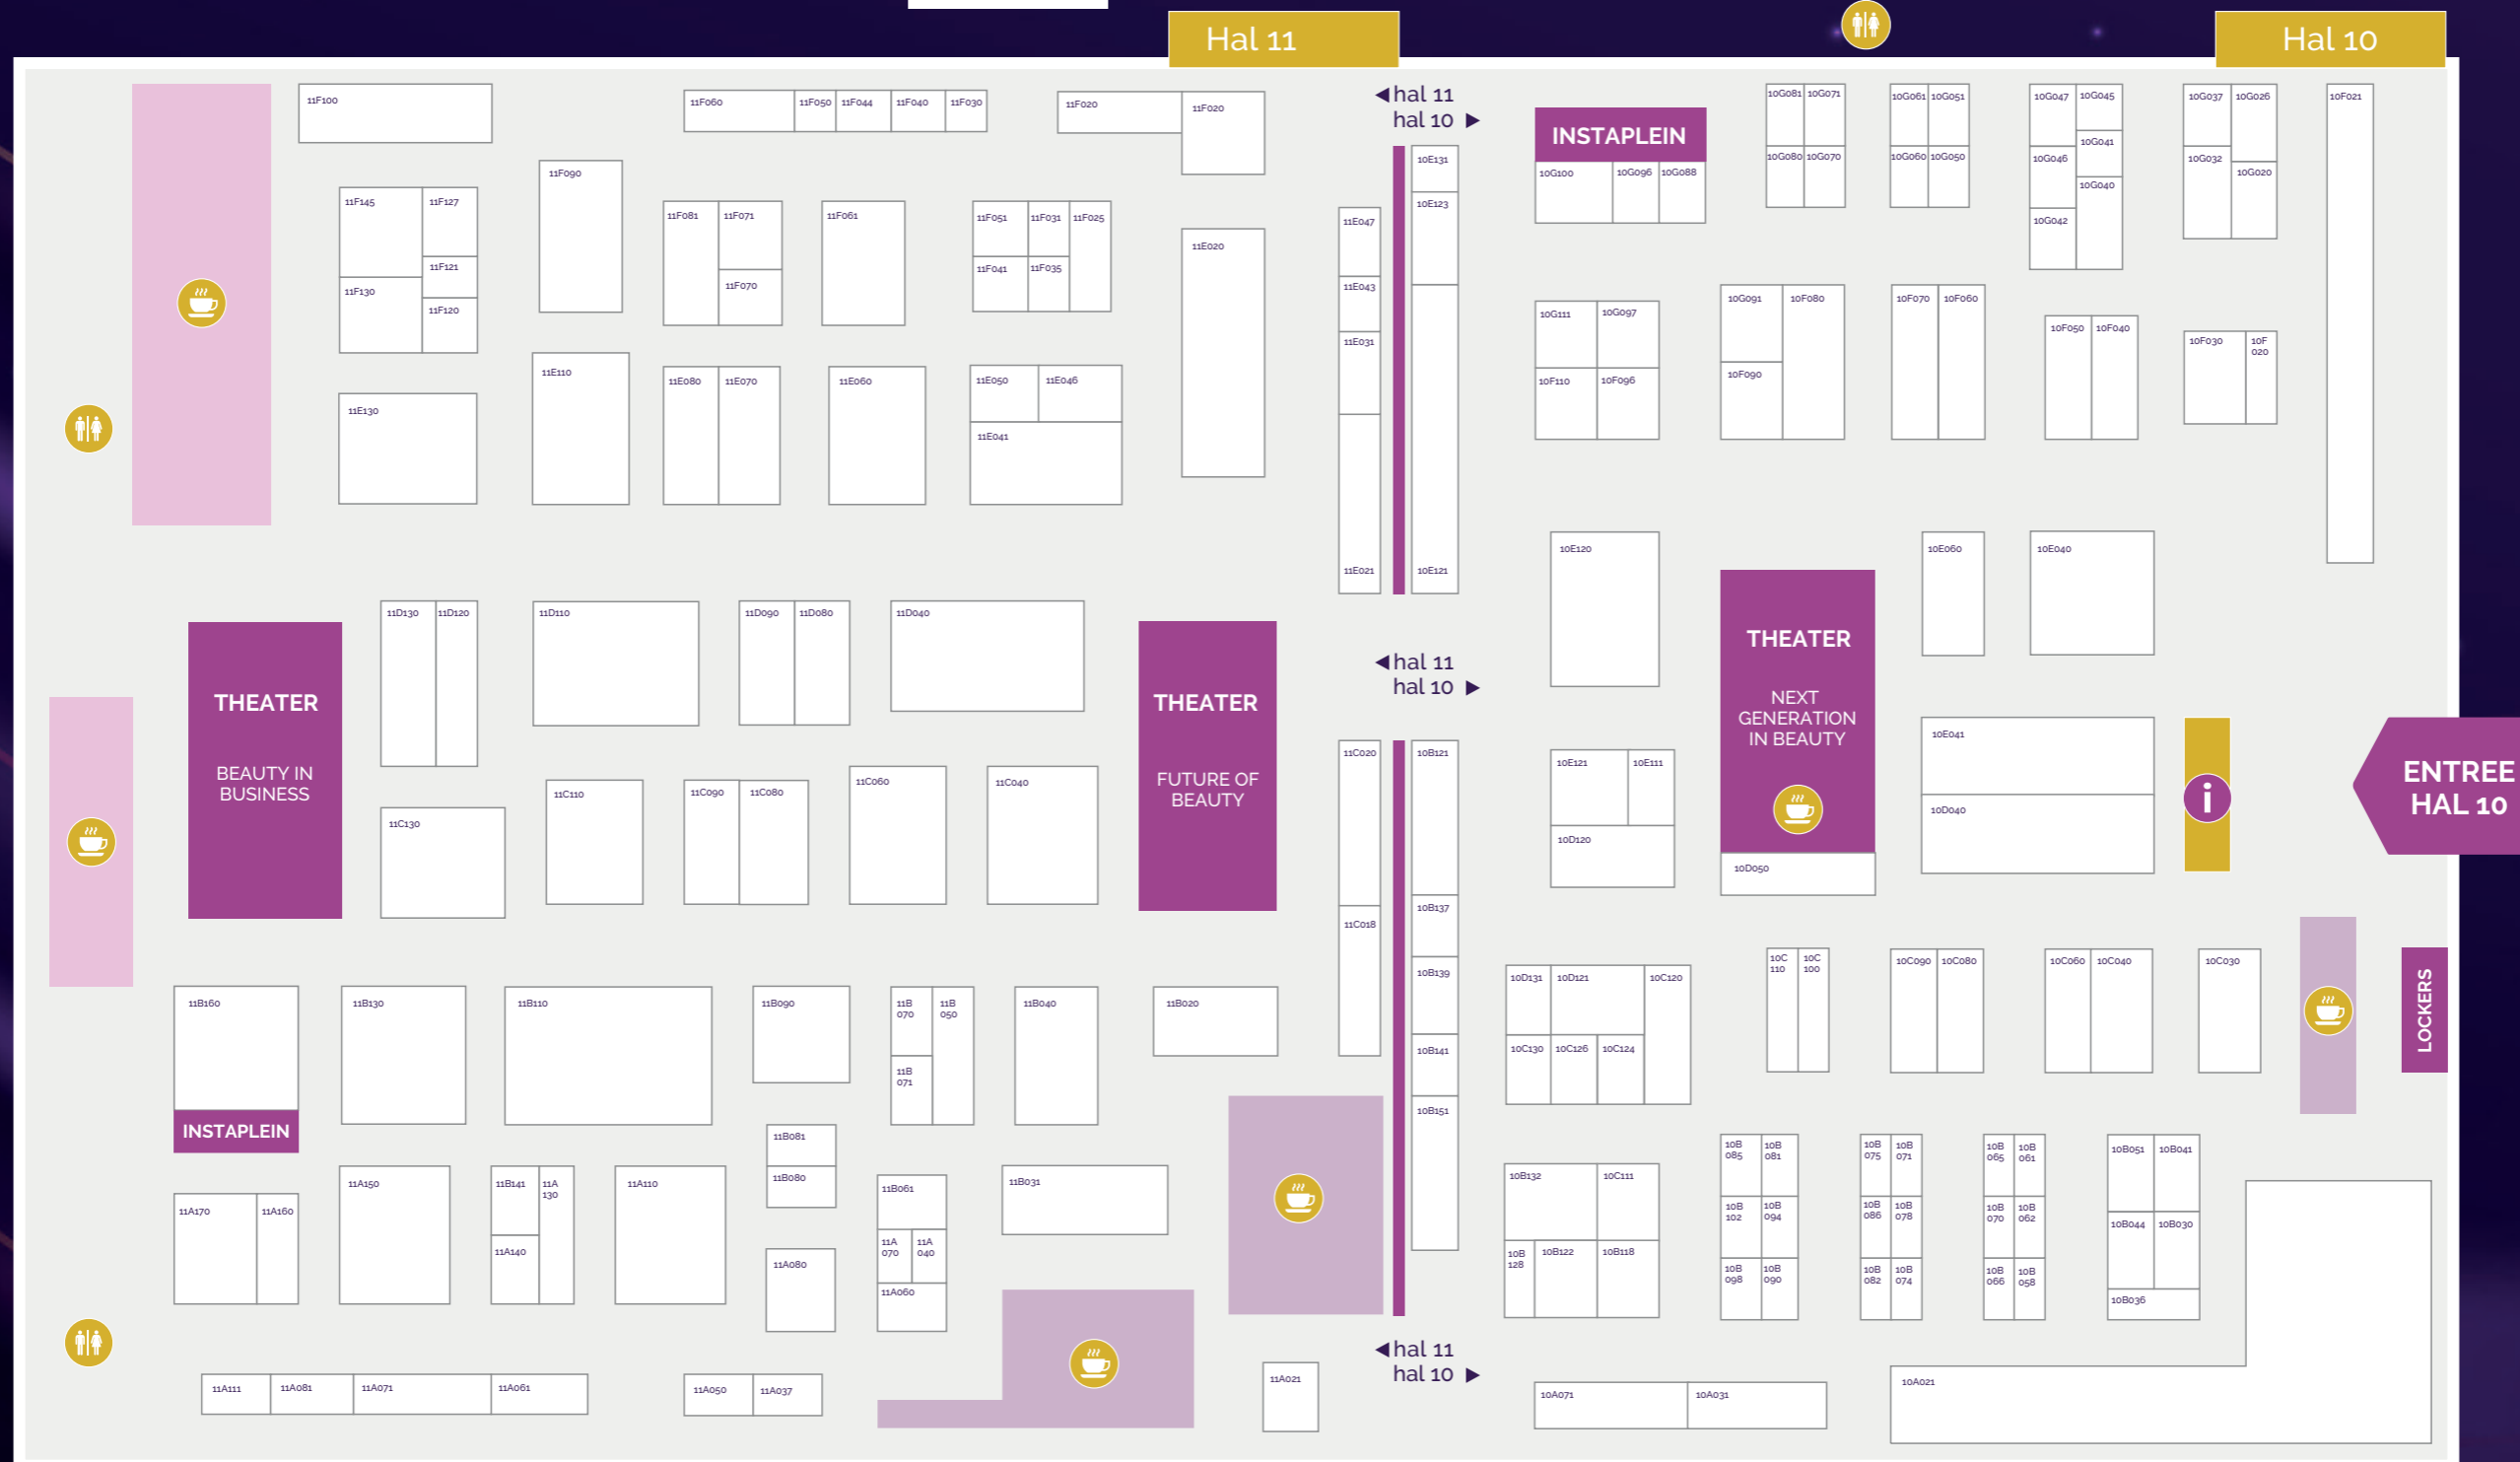 Hal 11
Hal 10
hal 11
hal 10
11F100
11F060
11F050
11F044
11F040
11F030
11F020
11F020
11F145
11F127
11F121
11F130
11F120
11F090
11F081
11F071
11F070
11F061
11F051
11F031
11F025
11F041
11F035
11E020
11E047
11E043
11E031
11E021
11E130
11E110
11E080
11E070
11E060
11E050
11E046
11E041
10E131
10E123
10E121
INSTAPLEIN
10G100
10G096
10G088
10G081
10G071
10G080
10G070
10G061
10G051
10G060
10G050
10G047
10G045
10G041
10G046
10G040
10G042
10G037
10G026
10G032
10G020
10F021
10G111
10G097
10F110
10F096
10G091
10F080
10F090
10F070
10F060
10F050
10F040
10F030
10F
020
11D130
11D120
11D110
11D090
11D080
11D040
THEATER
BEAUTY IN
BUSINESS
THEATER
FUTURE OF
BEAUTY
hal 11
hal 10
10E120
THEATER
NEXT
GENERATION
IN BEAUTY
10E060
10E040
10E041
10D040
i
ENTREE
HAL 10
11C130
11C110
11C090
11C080
11C060
11C040
11C020
11C018
10B121
10B137
10B139
10B141
10B151
10E121
10E111
10D120
10D050
11B160
INSTAPLEIN
11B130
11B110
11B090
11B
070
11B
050
11B
071
11B040
11B020
10D131
10D121
10C120
10C130
10C126
10C124
10C
110
10C
100
10C090
10C080
10C060
10C040
10C030
LOCKERS
11A170
11A160
11A150
11B141
11A
130
11A140
11A110
11B081
11B080
11A080
11B061
11A
070
11A
040
11A060
11B031
10B132
10C111
10B
128
10B122
10B118
10B
085
10B
081
10B
102
10B
094
10B
098
10B
090
10B
075
10B
071
10B
086
10B
078
10B
082
10B
074
10B
065
10B
061
10B
070
10B
062
10B
066
10B
058
10B051
10B041
10B044
10B030
10B036
11A111
11A081
11A071
11A061
11A050
11A037
11A021
hal 11
hal 10
10A071
10A031
10A021